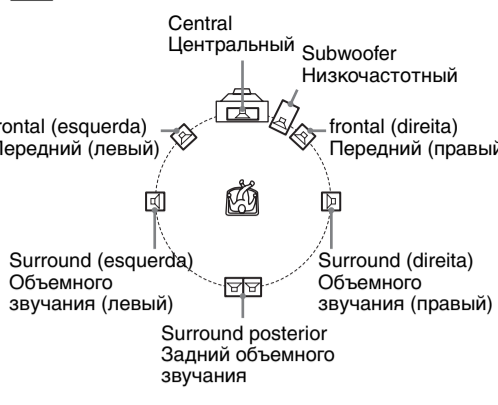 Central
Центральный
Subwoofer
Низкочастотный
rontal (esquerda)
Передний (левый)
frontal (direita)
Передний (правый
Surround (esquerda)
Объемного
звучания (левый)
Surround (direita)
Объемного
звучания (правый)
Surround posterior
Задний объемного
звучания